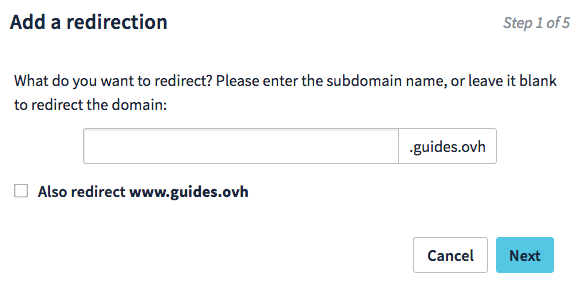 Add a redirection
Step 1 of 5
What do you want to redirect? Please enter the subdomain name, or leave it blank
to redirect the domain:
.guides.ovh
Also redirect www.guides.ovh
Cancel
Next